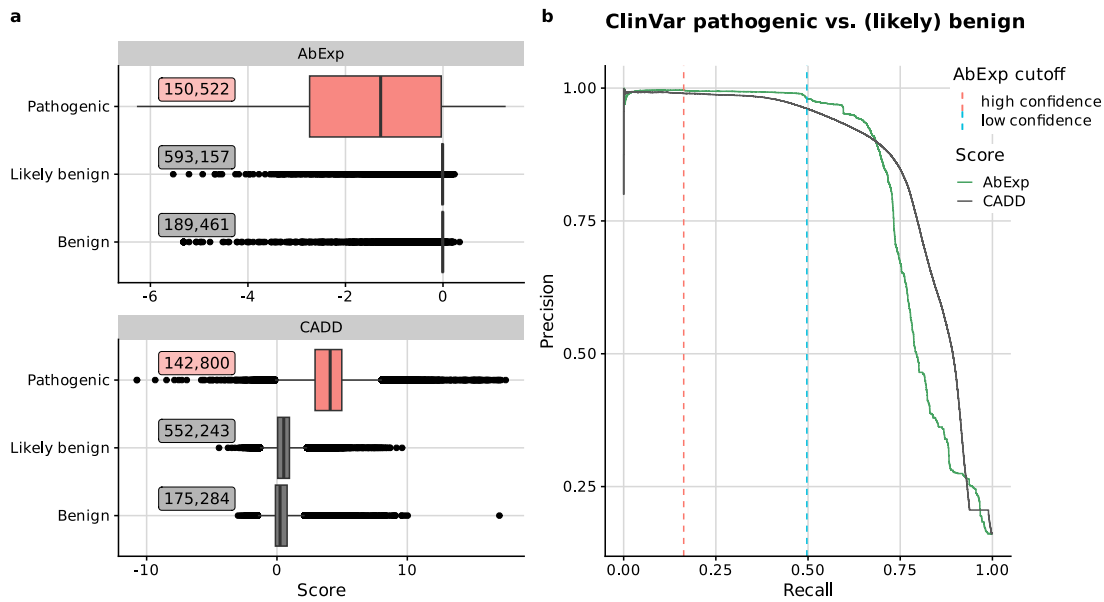 a
AbExp
150,522
Pathogenic
593,157
Likely benign
189,461
Benign
-6
-4
-2
0
CADD
142,800
Pathogenic
552,243
Likely benign
175,284
Benign
-10
0
10
Score
b
ClinVar pathogenic vs. (likely) benign
1.00
0.75
0.50
0.25
Precision
0.00
0.25
0.50
0.75
1.00
Recall
AbExp cutoff
high confidence
low confidence
Score
AbExp
CADD